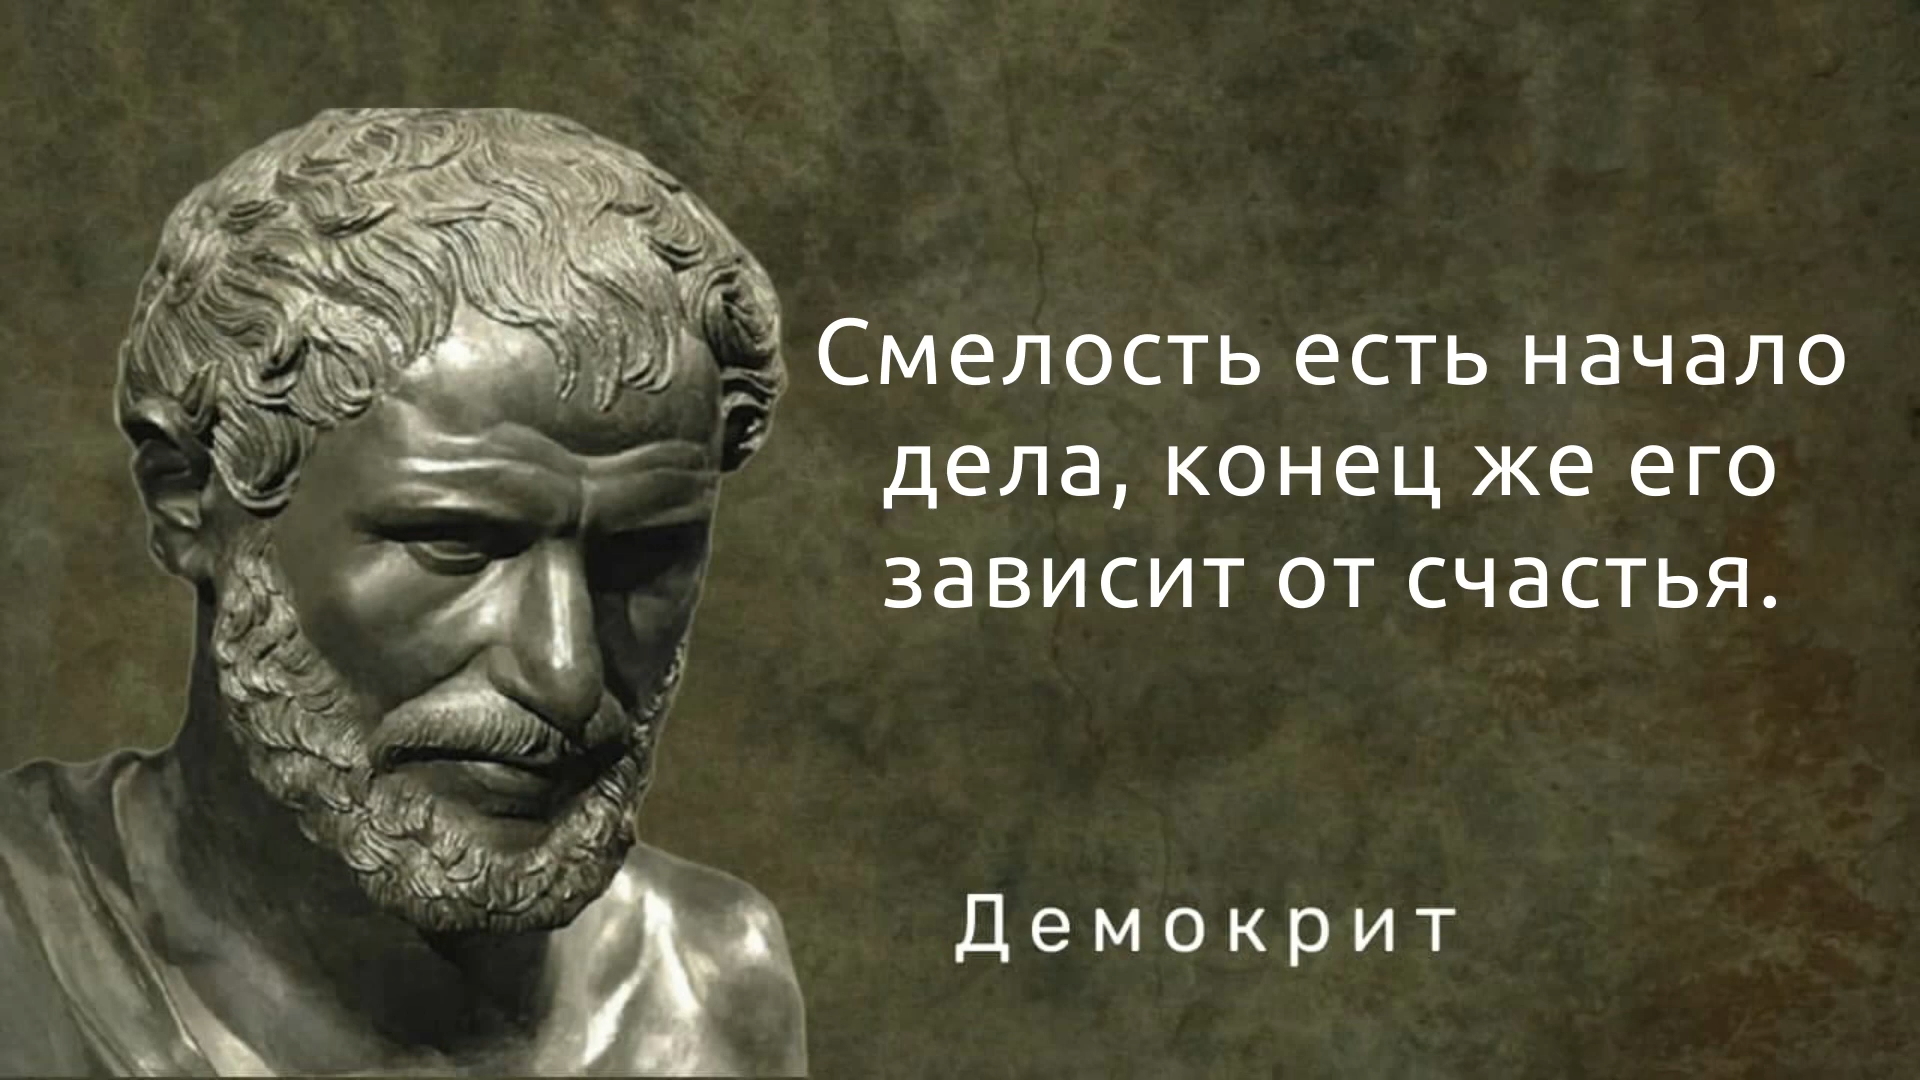 Смелость есть начало
дела, конец же его
зависит от счастья.
Демокрит